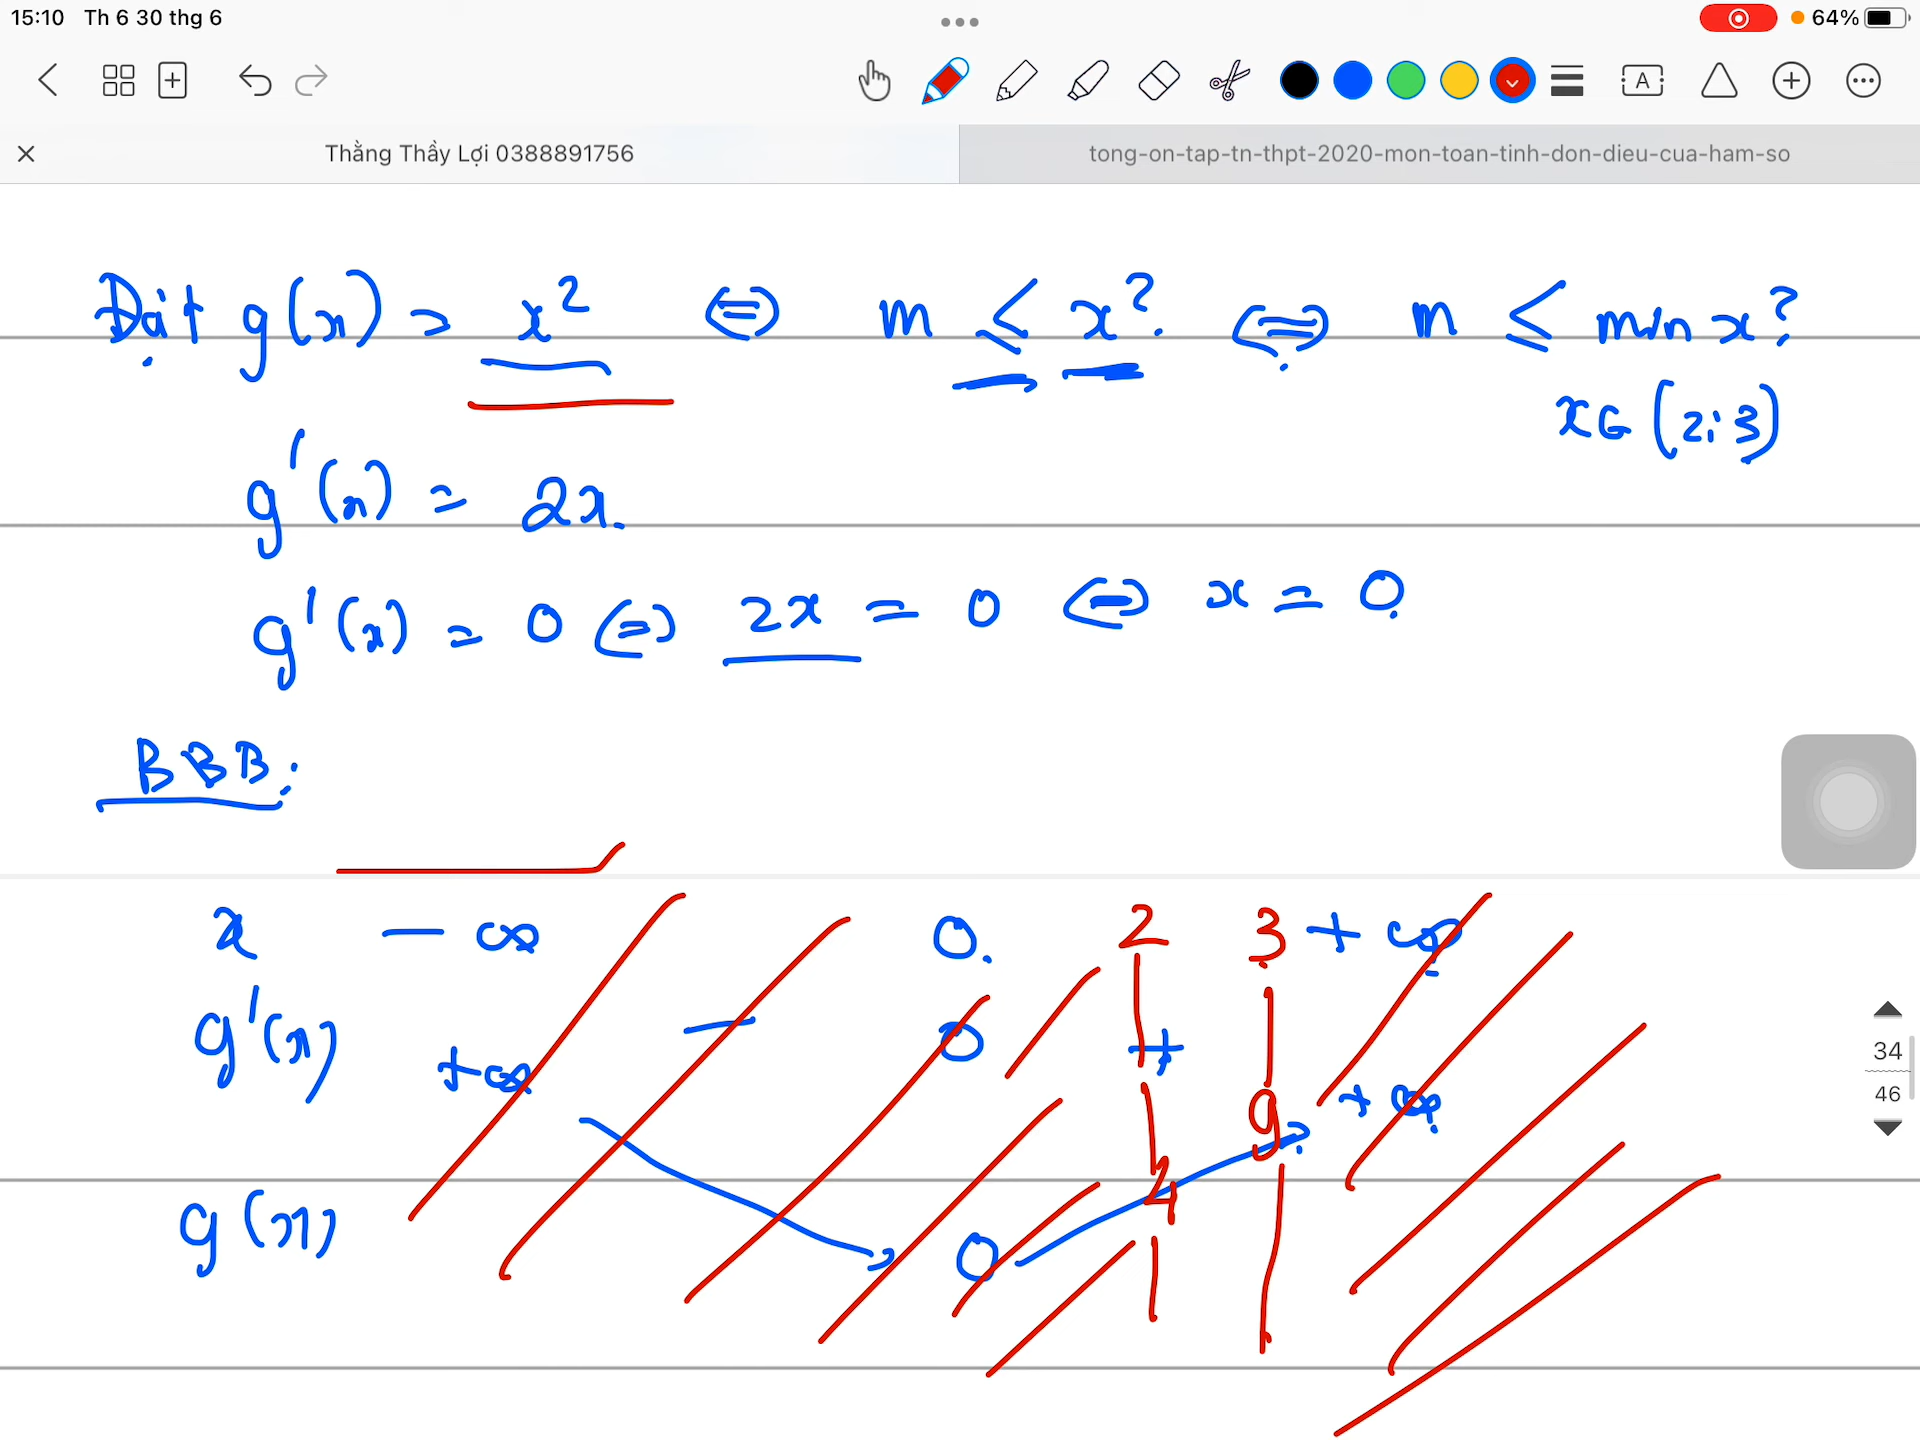 15:10 Th 6 30 thg 6
64%
A
Thằng Thầy Lợi 0388891756
tong-on-tap-tn-thpt-2020-mon-toan-tinh-don-dieu-cua-ham-so
Đặt g(x) = x² ⇔ m ≤ x² ⇔ m ≤ min x²
x ∈ (2; 3)
g'(x) = 2x.
g'(x) = 0 ⇔ 2x = 0 ⇔ x = 0
BBB:
x -∞ 0 2 3 +∞
g'(x) - 0 +
+∞ 9 +∞
4
g(x) 0
34
46